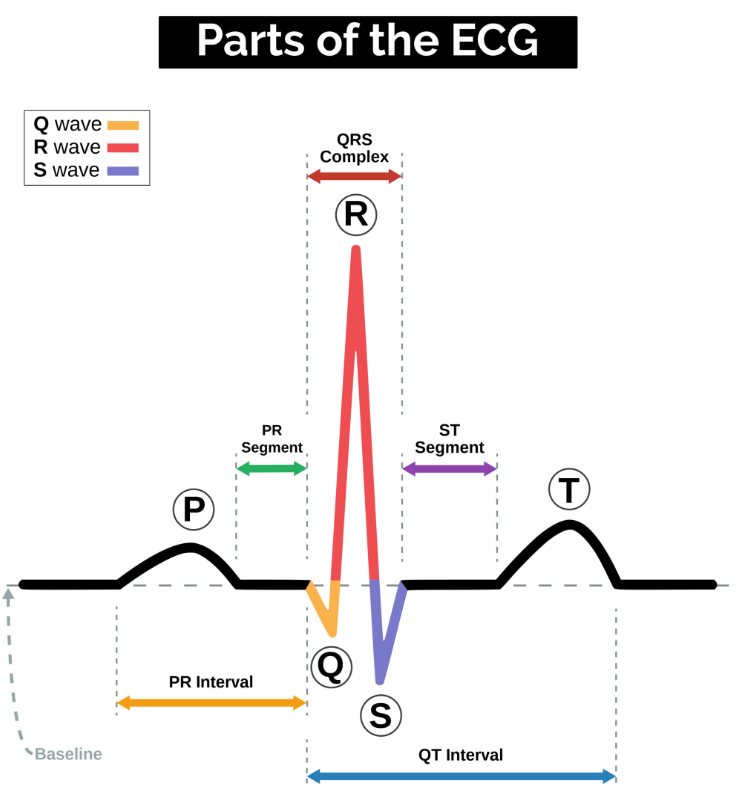 Parts of the ECG
Q wave
R wave
S wave
QRS
Complex
R
PR
Segment
ST
Segment
P
T
Q
S
PR Interval
Baseline
QT Interval